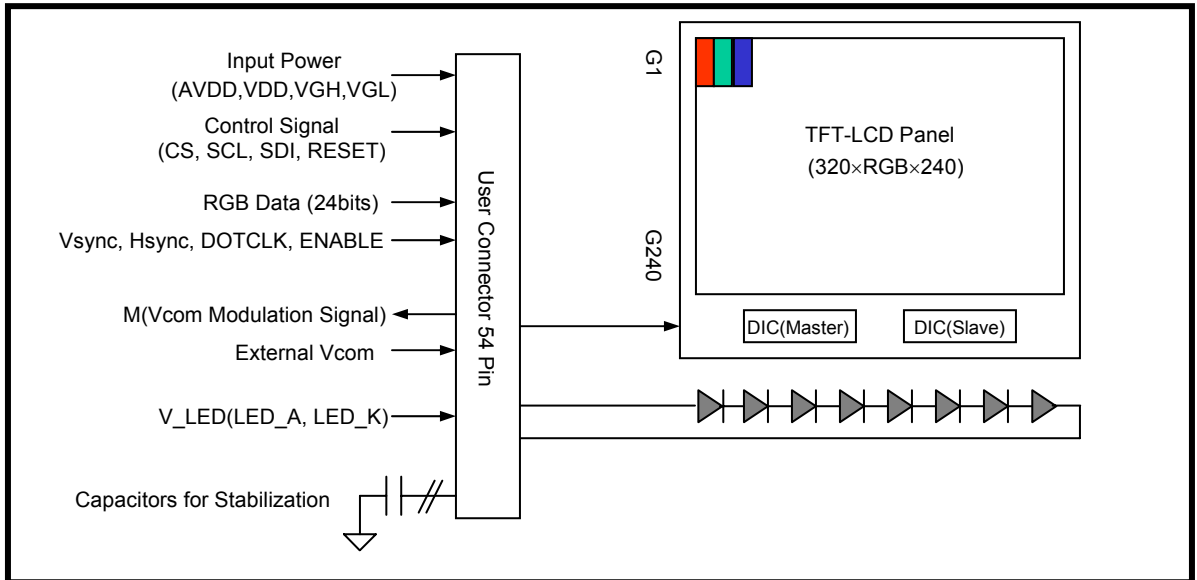 Input Power
(AVDD,VDD,VGH,VGL)
Control Signal
(CS, SCL, SDI, RESET)
RGB Data (24bits)
Vsync, Hsync, DOTCLK, ENABLE
M(Vcom Modulation Signal)
External Vcom
V_LED(LED_A, LED_K)
Capacitors for Stabilization
User Connector 54 Pin
G1
G240
TFT-LCD Panel
(320×RGB×240)
DIC(Master)
DIC(Slave)